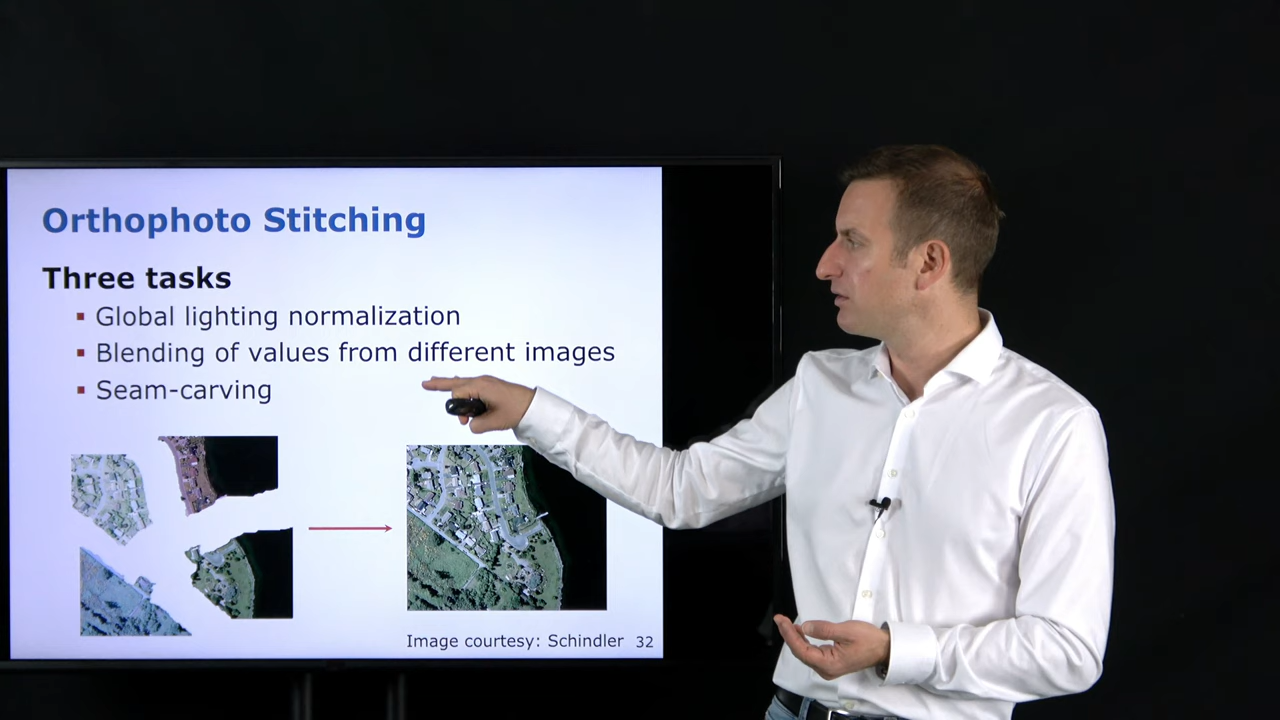 Orthophoto Stitching
Three tasks
▪ Global lighting normalization
▪ Blending of values from different images
▪ Seam-carving
Image courtesy: Schindler 32